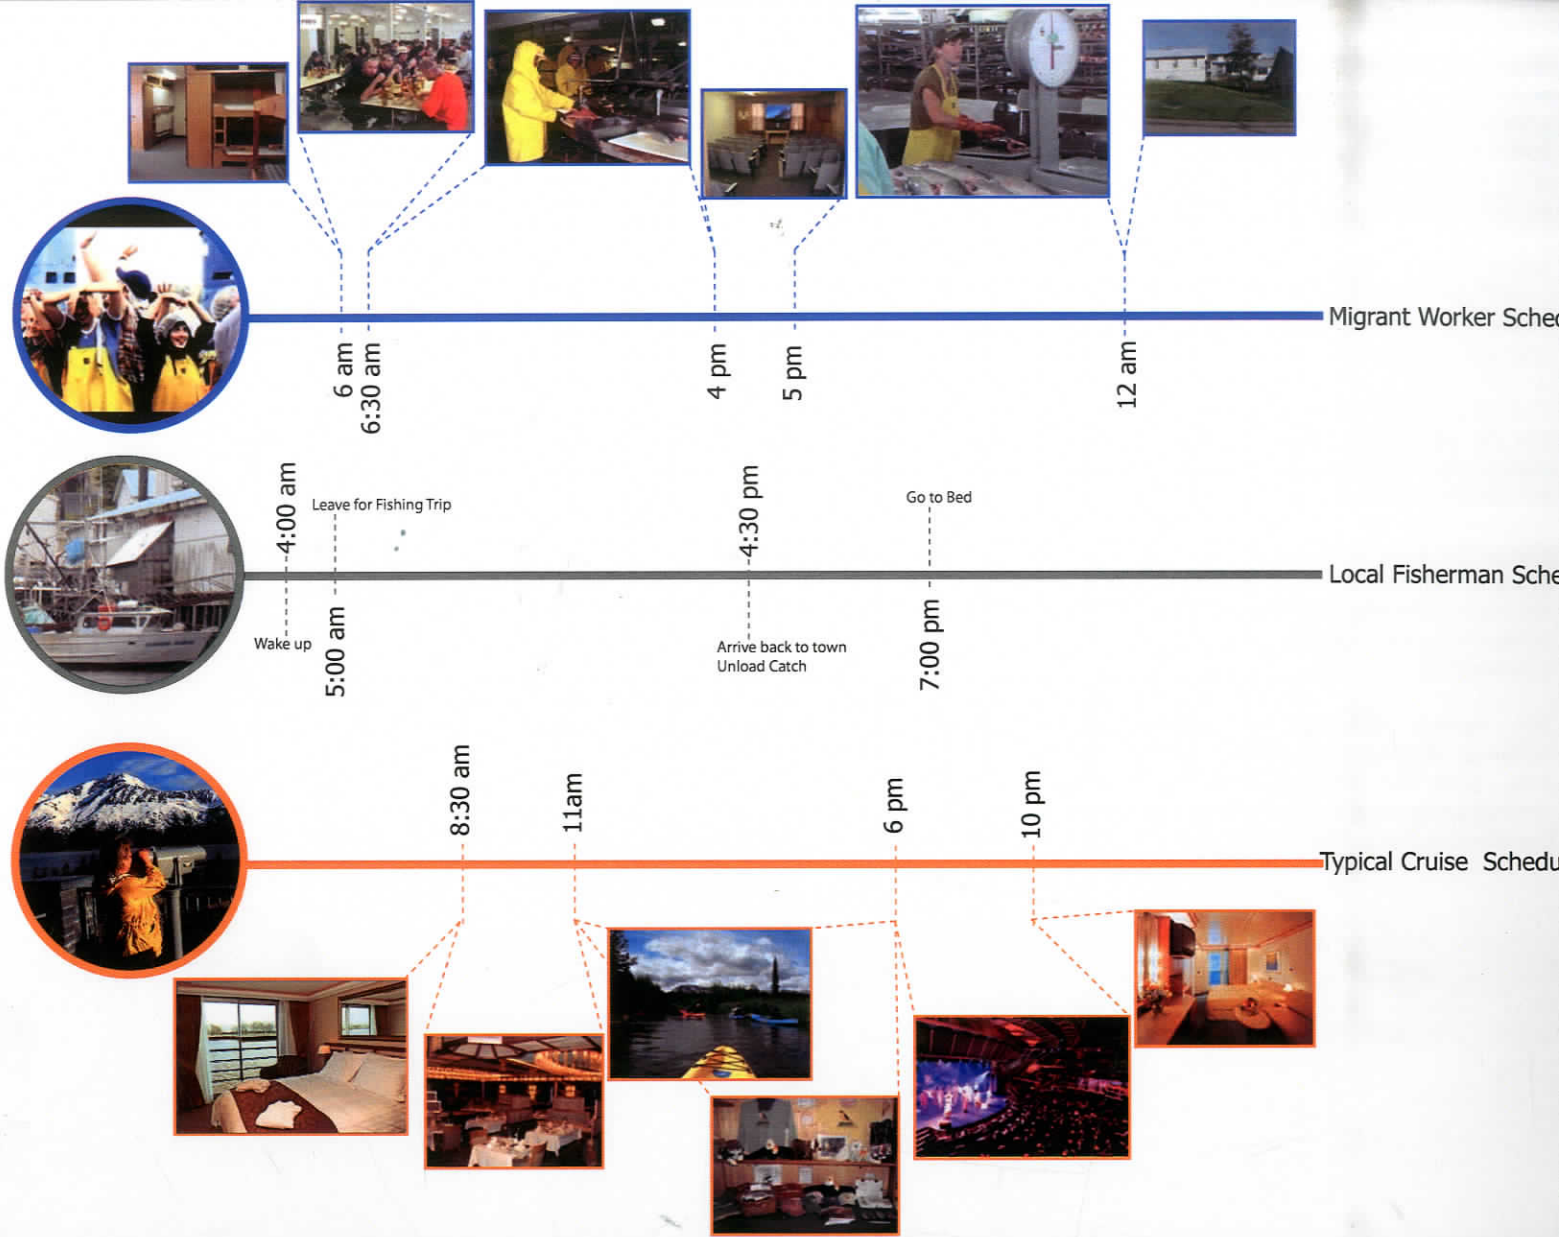 6 am
6:30 am
4 pm
5 pm
12 am
Migrant Worker Sched
4:00 am
Leave for Fishing Trip
4:30 pm
Go to Bed
Local Fisherman Sche
Wake up
5:00 am
Arrive back to town
Unload Catch
7:00 pm
8:30 am
11am
6 pm
10 pm
Typical Cruise Schedu